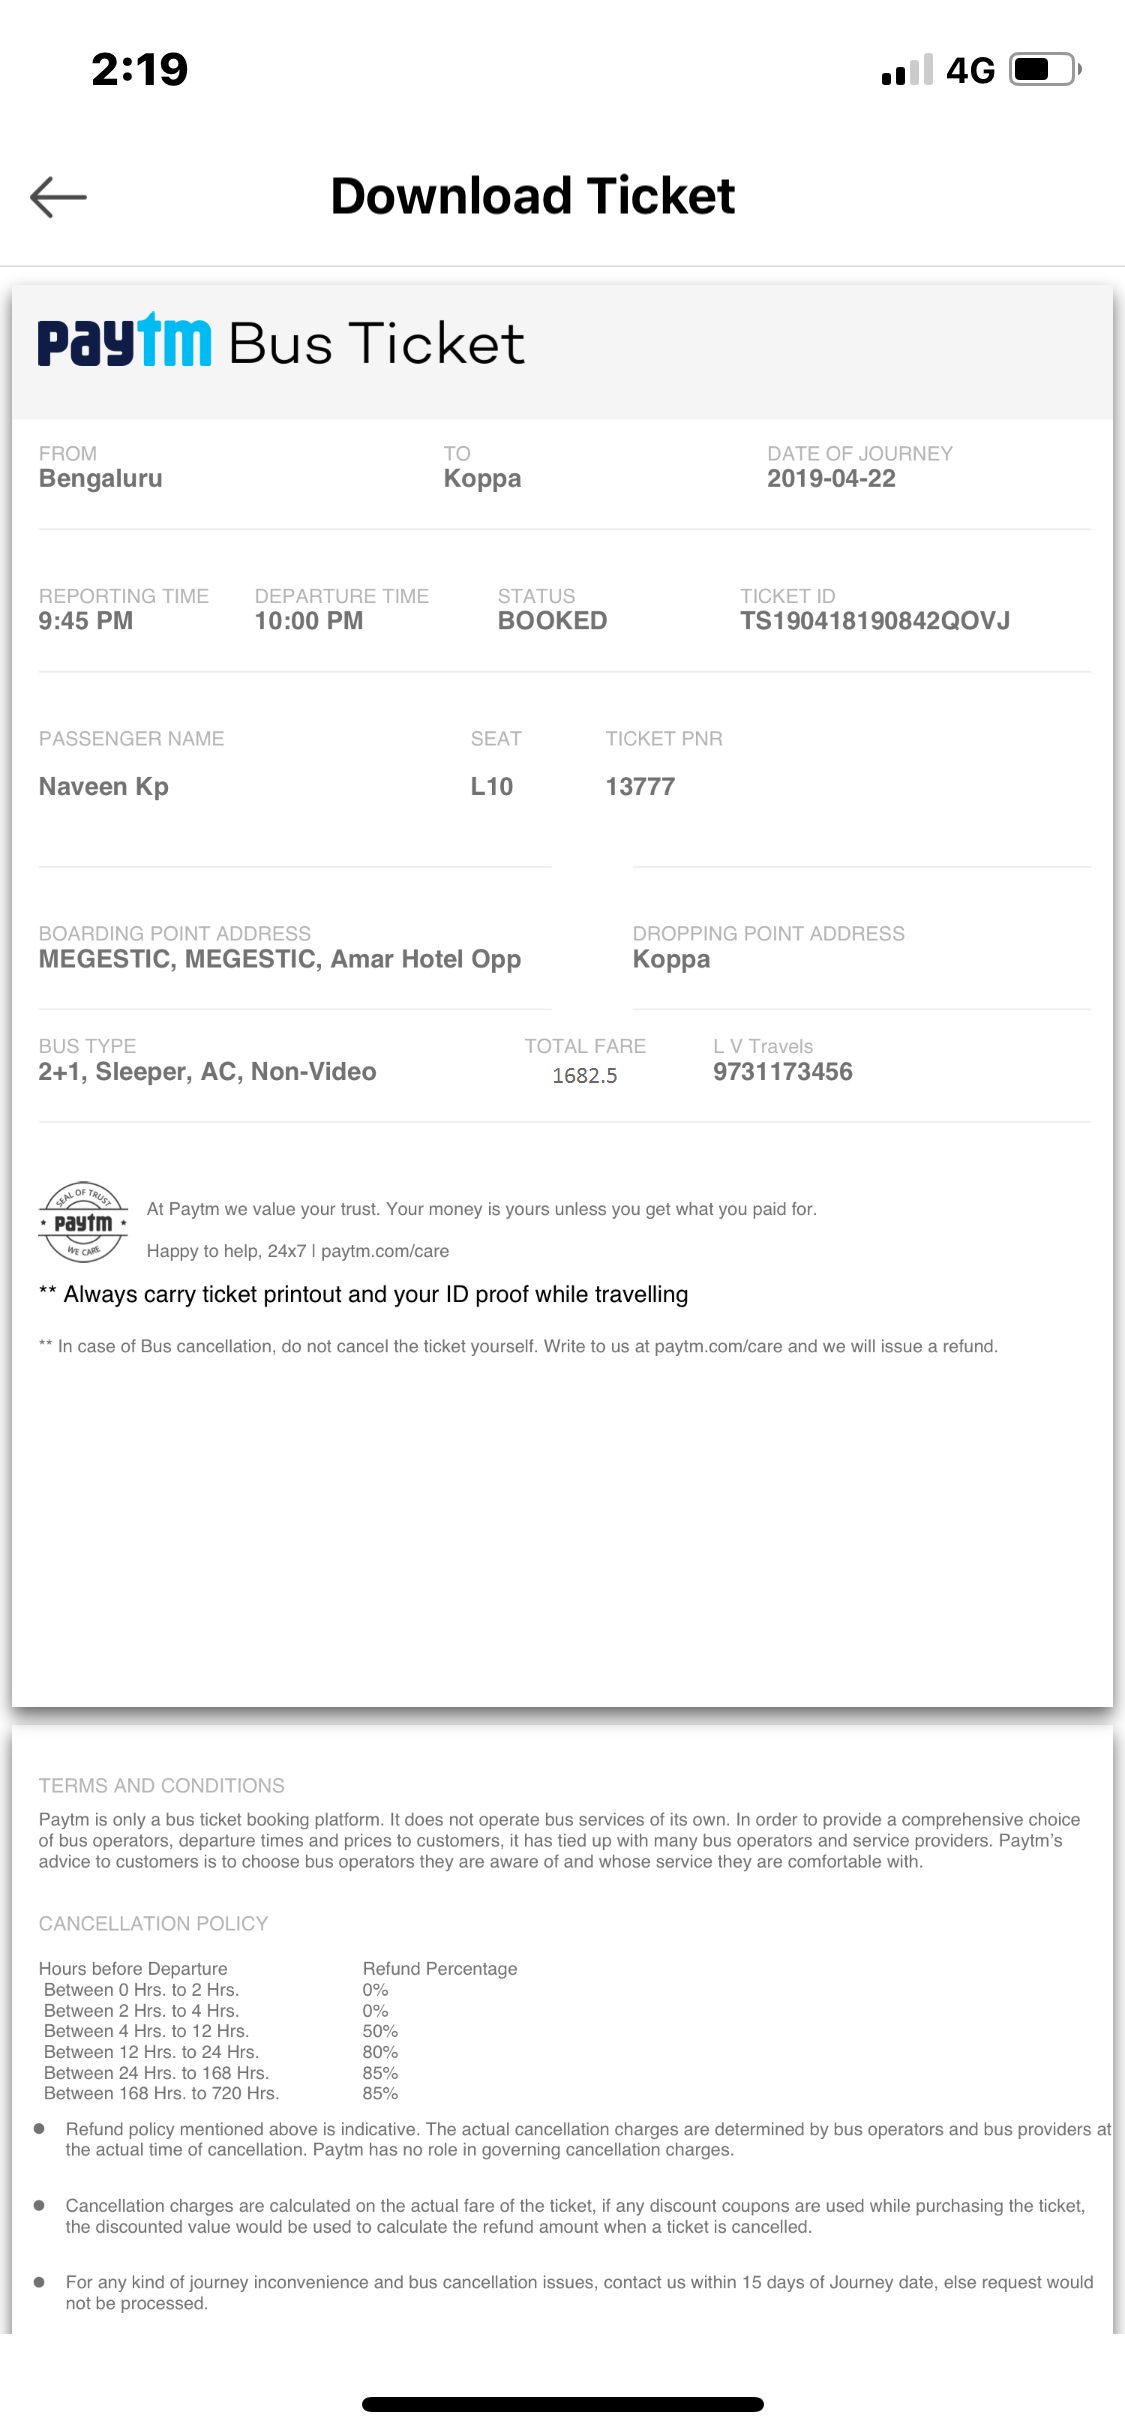 2:19 4G
Download Ticket
paytm Bus Ticket
FROM TO DATE OF JOURNEY
Bengaluru Koppa 2019-04-22
REPORTING TIME DEPARTURE TIME STATUS TICKET ID
9:45 PM 10:00 PM BOOKED TS190418190842QOVJ
PASSENGER NAME SEAT TICKET PNR
Naveen Kp L10 13777
BOARDING POINT ADDRESS DROPPING POINT ADDRESS
MEGESTIC, MEGESTIC, Amar Hotel Opp Koppa
BUS TYPE TOTAL FARE L V Travels
2+1, Sleeper, AC, Non-Video 1682.5 9731173456
SEAL OF TRUST
paytm
WE CARE
At Paytm we value your trust. Your money is yours unless you get what you paid for.
Happy to help, 24x7 | paytm.com/care
** Always carry ticket printout and your ID proof while travelling
** In case of Bus cancellation, do not cancel the ticket yourself. Write to us at paytm.com/care and we will issue a refund.
TERMS AND CONDITIONS
Paytm is only a bus ticket booking platform. It does not operate bus services of its own. In order to provide a comprehensive choice
of bus operators, departure times and prices to customers, it has tied up with many bus operators and service providers. Paytm's
advice to customers is to choose bus operators they are aware of and whose service they are comfortable with.
CANCELLATION POLICY
Hours before Departure Refund Percentage
Between 0 Hrs. to 2 Hrs. 0%
Between 2 Hrs. to 4 Hrs. 0%
Between 4 Hrs. to 12 Hrs. 50%
Between 12 Hrs. to 24 Hrs. 80%
Between 24 Hrs. to 168 Hrs. 85%
Between 168 Hrs. to 720 Hrs. 85%
● Refund policy mentioned above is indicative. The actual cancellation charges are determined by bus operators and bus providers at
the actual time of cancellation. Paytm has no role in governing cancellation charges.
● Cancellation charges are calculated on the actual fare of the ticket, if any discount coupons are used while purchasing the ticket,
the discounted value would be used to calculate the refund amount when a ticket is cancelled.
● For any kind of journey inconvenience and bus cancellation issues, contact us within 15 days of Journey date, else request would
not be processed.